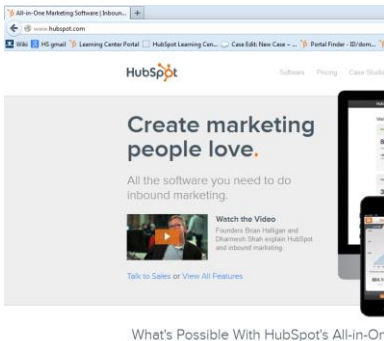 All-in-One Marketing Software | Inboun...
www.hubspot.com
Wiki HS gmail Learning Center Portal HubSpot Learning Cen... Case Edit: New Case ~ ... Portal Finder - ID/dom...
HubSpot Software Pricing Case Studies
Create marketing
people love.
All the software you need to do
inbound marketing.
Watch the Video
Founders Brian Halligan and
Dharmesh Shah explain HubSpot
and inbound marketing.
Talk to Sales or View All Features
What's Possible With HubSpot's All-in-On